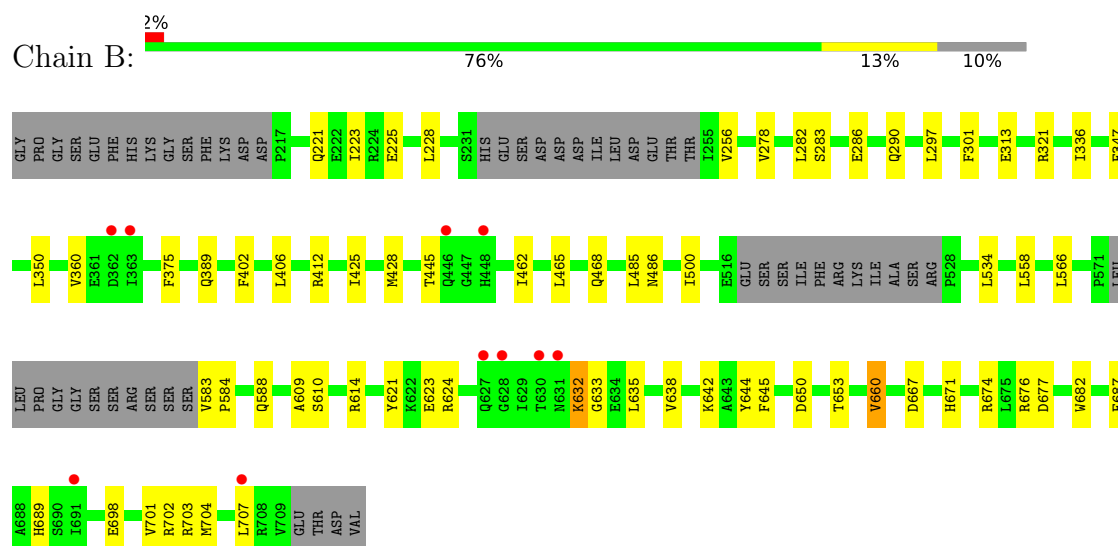 2%
Chain B:
76% 13% 10%
GLY PRO GLY SER GLU PHE HIS LYS GLY SER PHE LYS ASP ASP P217 Q221 E222 I223 R224 E225 L228 S231 HIS GLU SER ASP ASP ASP ILE LEU ASP GLU THR THR I255 V256 V278 L282 S283 E286 Q290 L297 F301 E313 R321 I336
L350 V360 E361 D362 I363 F375 Q389 F402 L406 R412 I425 M428 T445 Q446 G447 H448 I462 L465 Q468 L485 N486 I500 E516 GLU SER SER ILE PHE ARG LYS ILE ALA SER ARG P528 L534 L558 L566 P571 LEU
LEU PRO GLY GLY SER SER ARG SER SER SER V583 P584 Q588 A609 S610 R614 Y621 K622 E623 R624 Q627 G628 I629 T630 N631 K632 G633 E634 L635 V638 K642 A643 Y644 F645 D650 T653 V660 D667 H671 R674 L675 R676 D677 W682
A688 H689 S690 I691 E698 V701 R702 R703 M704 L707 R708 V709 GLU THR ASP VAL